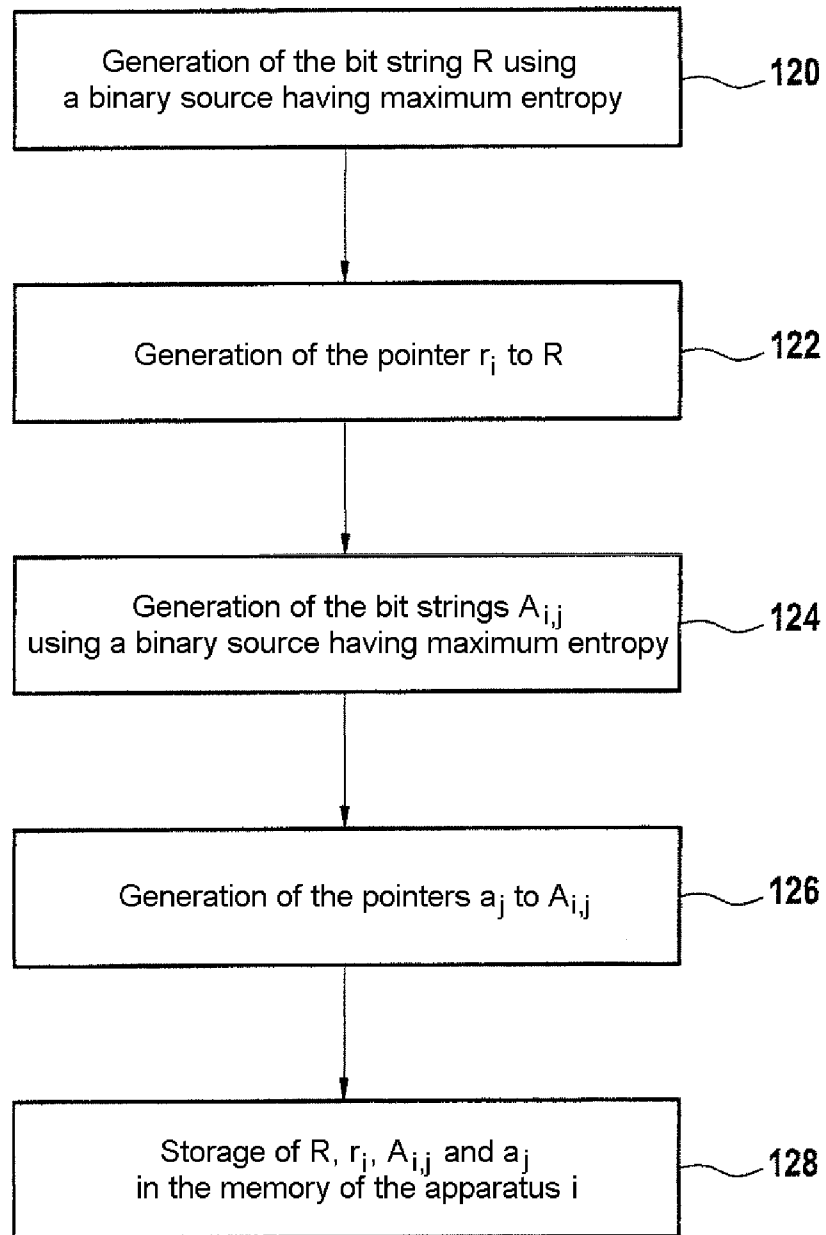 Generation of the bit string R using
a binary source having maximum entropy
120
Generation of the pointer r_i to R
122
Generation of the bit strings A_i,j
using a binary source having maximum entropy
124
Generation of the pointers a_j to A_i,j
126
Storage of R, r_i, A_i,j and a_j
in the memory of the apparatus i
128